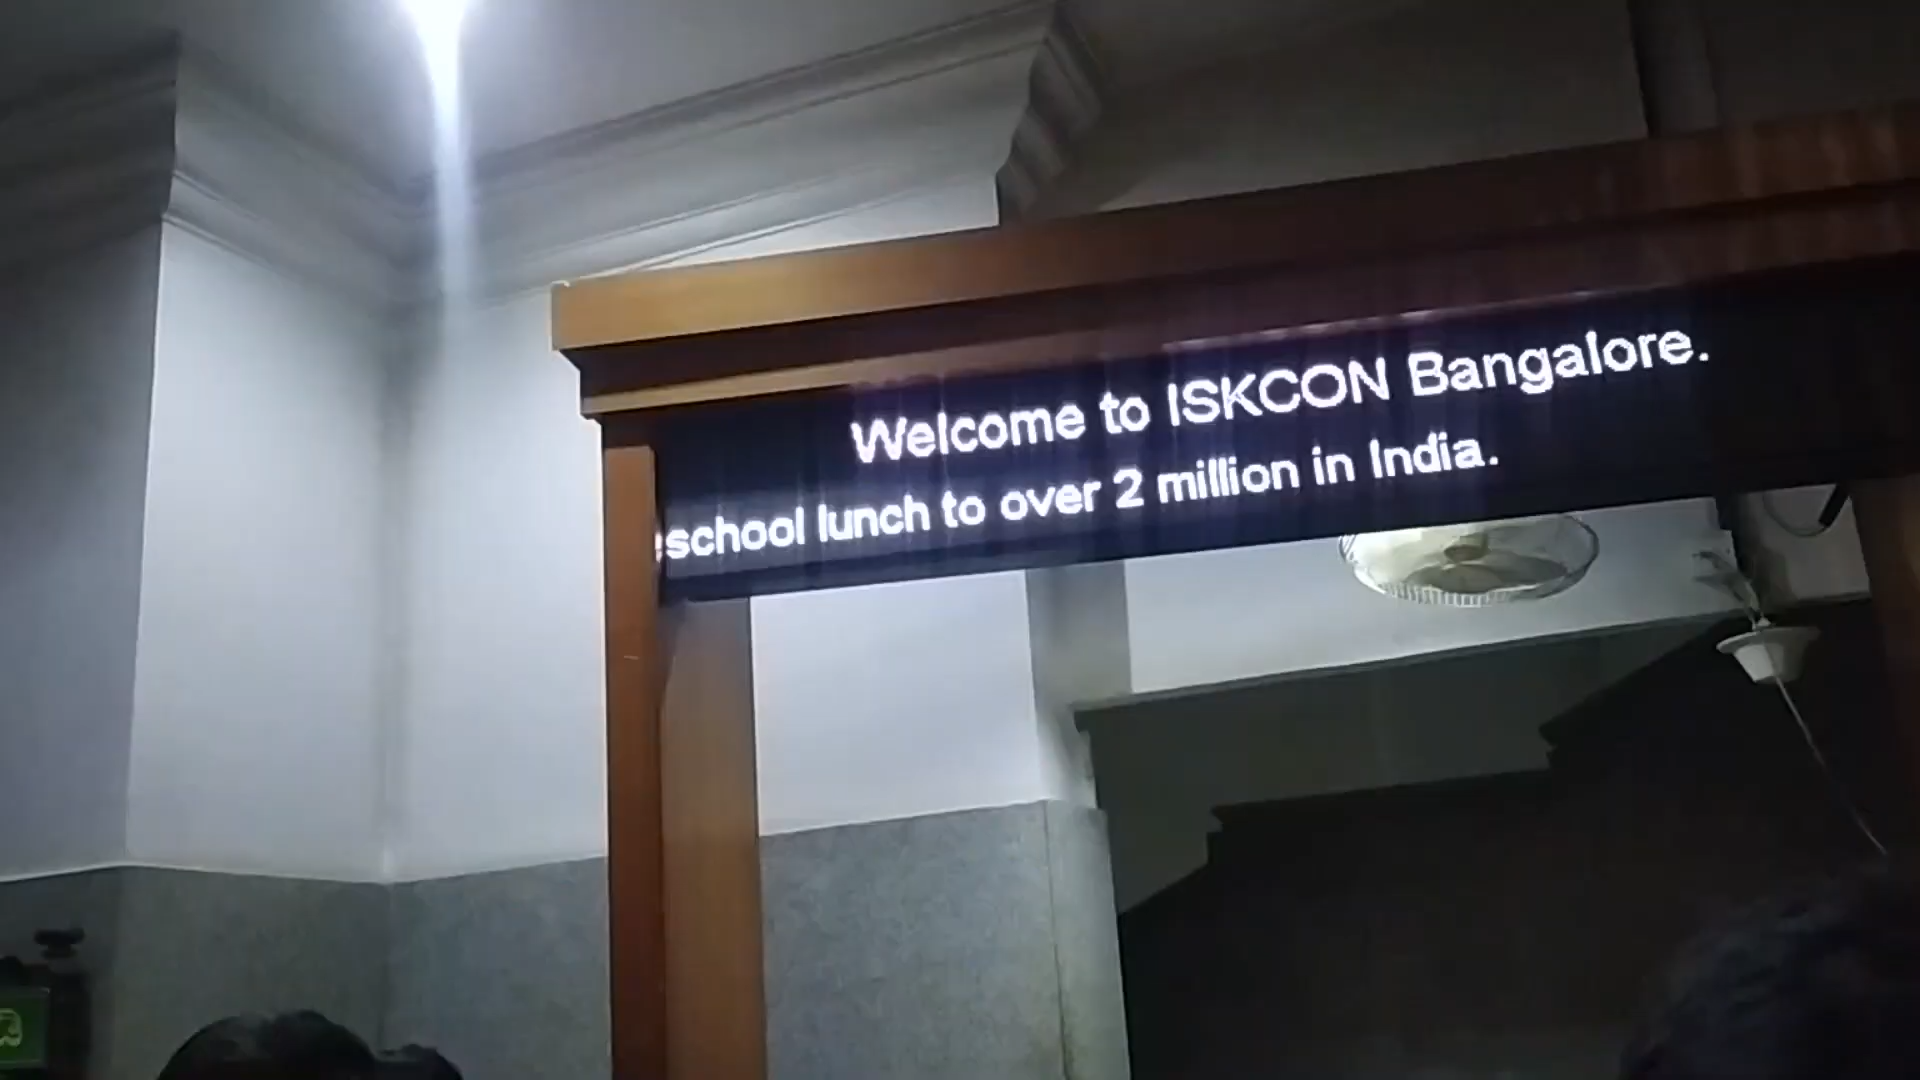 Welcome to ISKCON Bangalore.
school lunch to over 2 million in India.